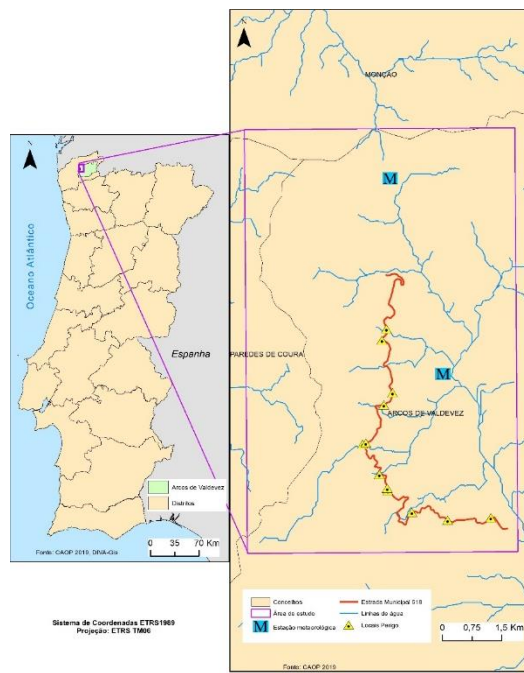 N
Oceano Atlântico
Espanha
Arcos de Valdevez
Distritos
Fonte: CAOP 2019, DIVA-Gis
0 35 70 Km
Sistema de Coordenadas ETRS1989
Projeção: ETRS TM06
N
MONÇÃO
M
PAREDES DE COURA
M
ARCOS DE VALDEVEZ
Concelhos
Área de estudo
M Estação meteorológica
Estrada Municipal 518
Linhas de água
Locais Perigo
0 0,75 1,5 Km
Fonte: CAOP 2019